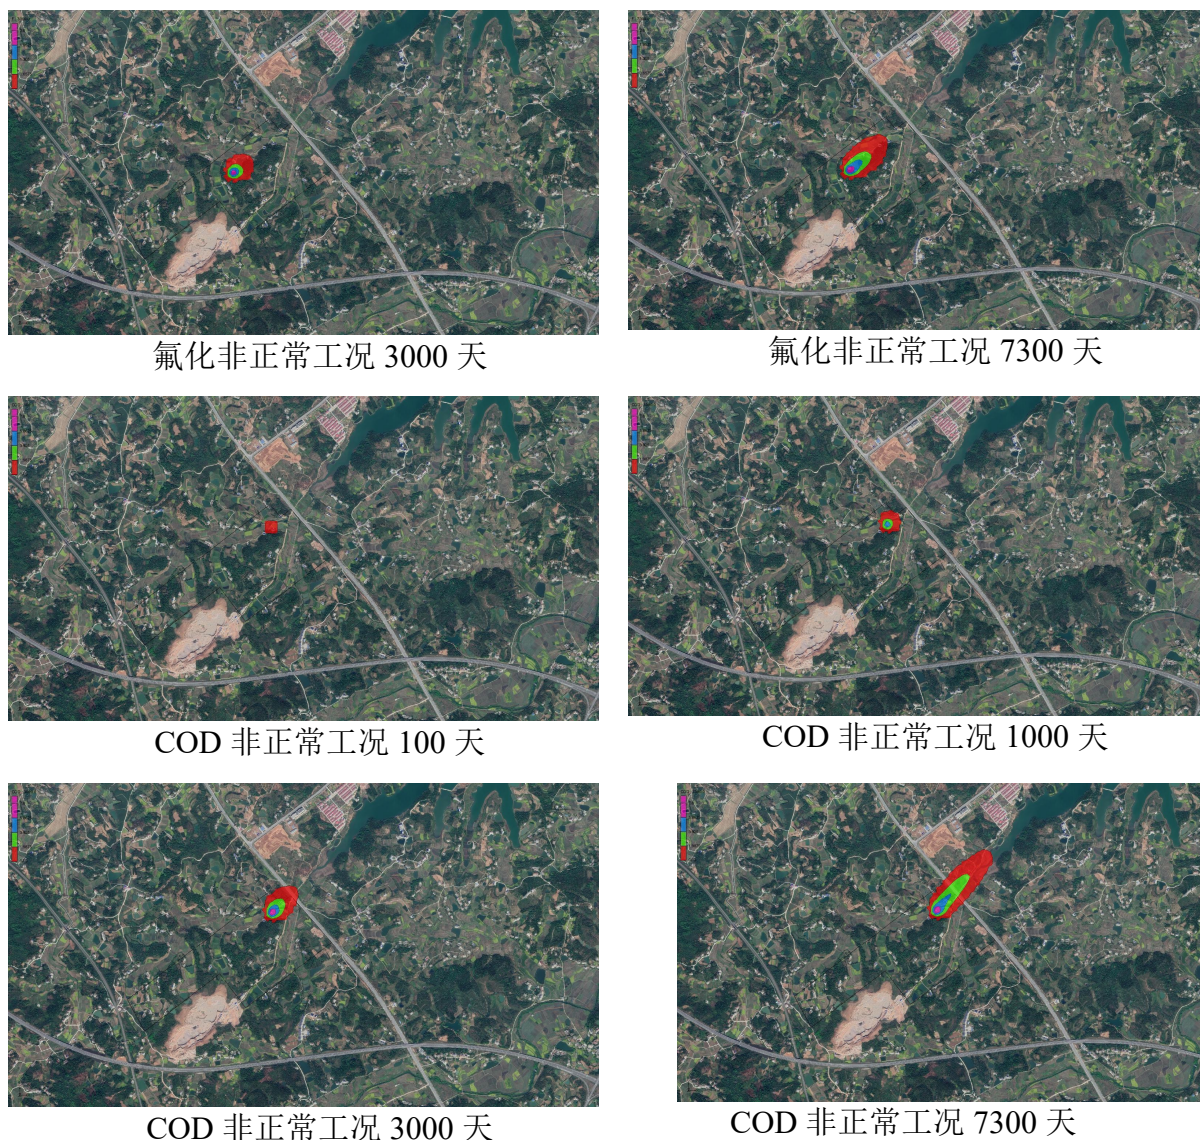 氟化非正常工况 3000 天
氟化非正常工况 7300 天
COD 非正常工况 100 天
COD 非正常工况 1000 天
COD 非正常工况 3000 天
COD 非正常工况 7300 天